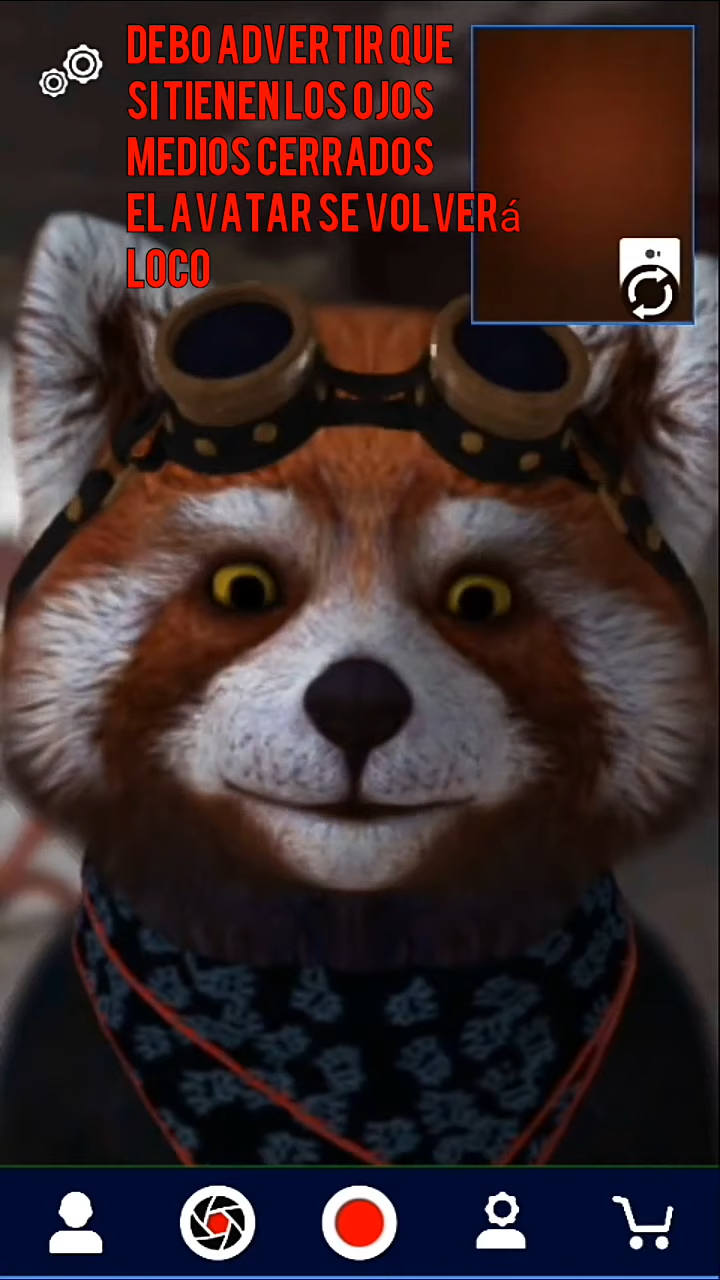 DEBO ADVERTIR QUE
SI TIENEN LOS OJOS
MEDIOS CERRADOS
EL AVATAR SE VOLVERá
LOCO